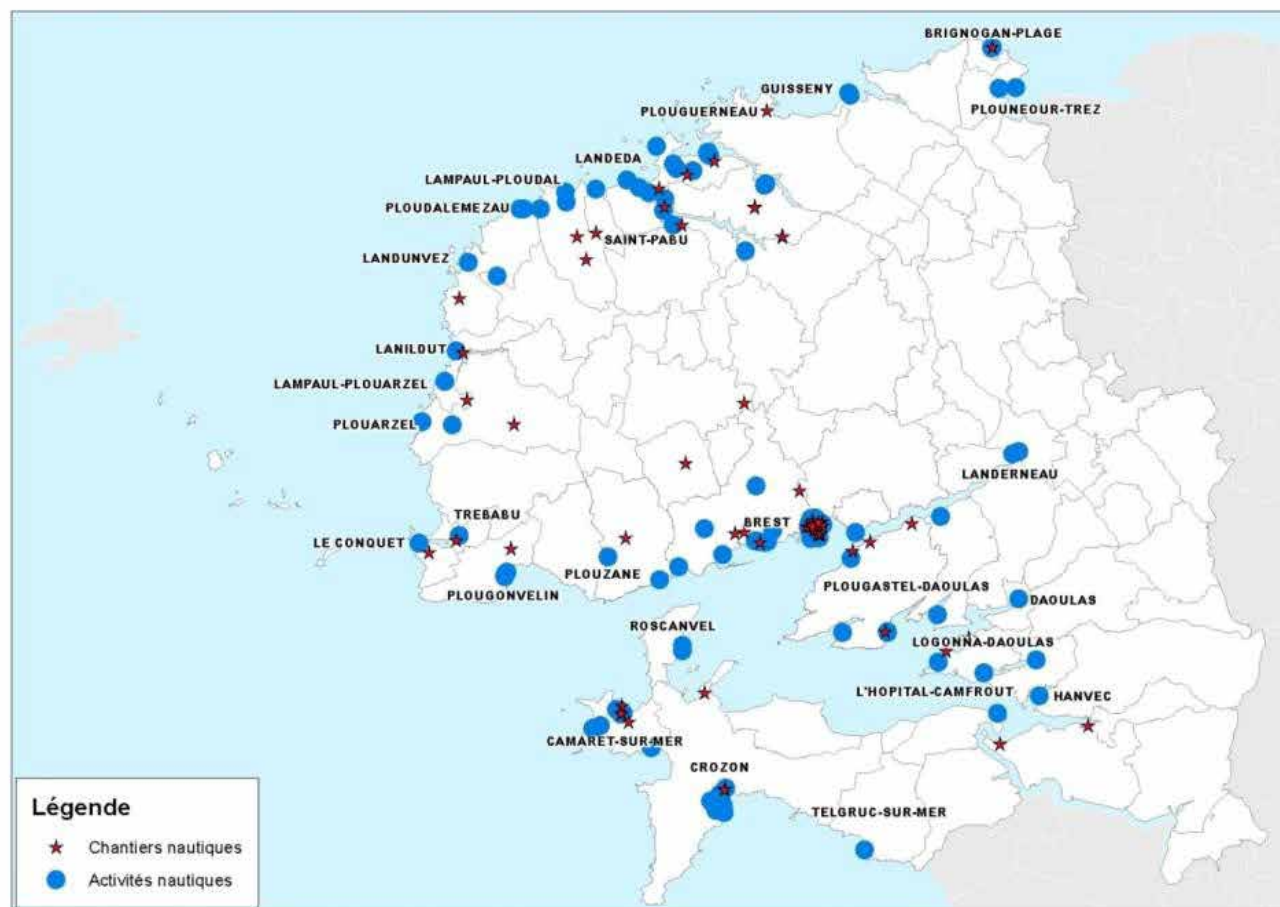 BRIGNOGAN-PLAGE
GUISSENY
PLOUNEOUR-TREZ
PLOUGUERNEAU
LANDEDA
LAMPAUL-PLOUDAL
PLOUDALEMEZAU
SAINT-PABU
LANDUNVEZ
LANILDUT
LAMPAUL-PLOUARZEL
PLOUARZEL
LANDERNEAU
TREBABU
BREST
LE CONQUET
PLOUZANE
PLOUGASTEL-DAOULAS
PLOUGONVELIN
DAOULAS
ROSCANVEL
LOGONNA-DAOULAS
L'HOPITAL-CAMFROUT
HANVEC
CAMARET-SUR-MER
CROZON
TELGRUC-SUR-MER
Légende
Chantiers nautiques
Activités nautiques